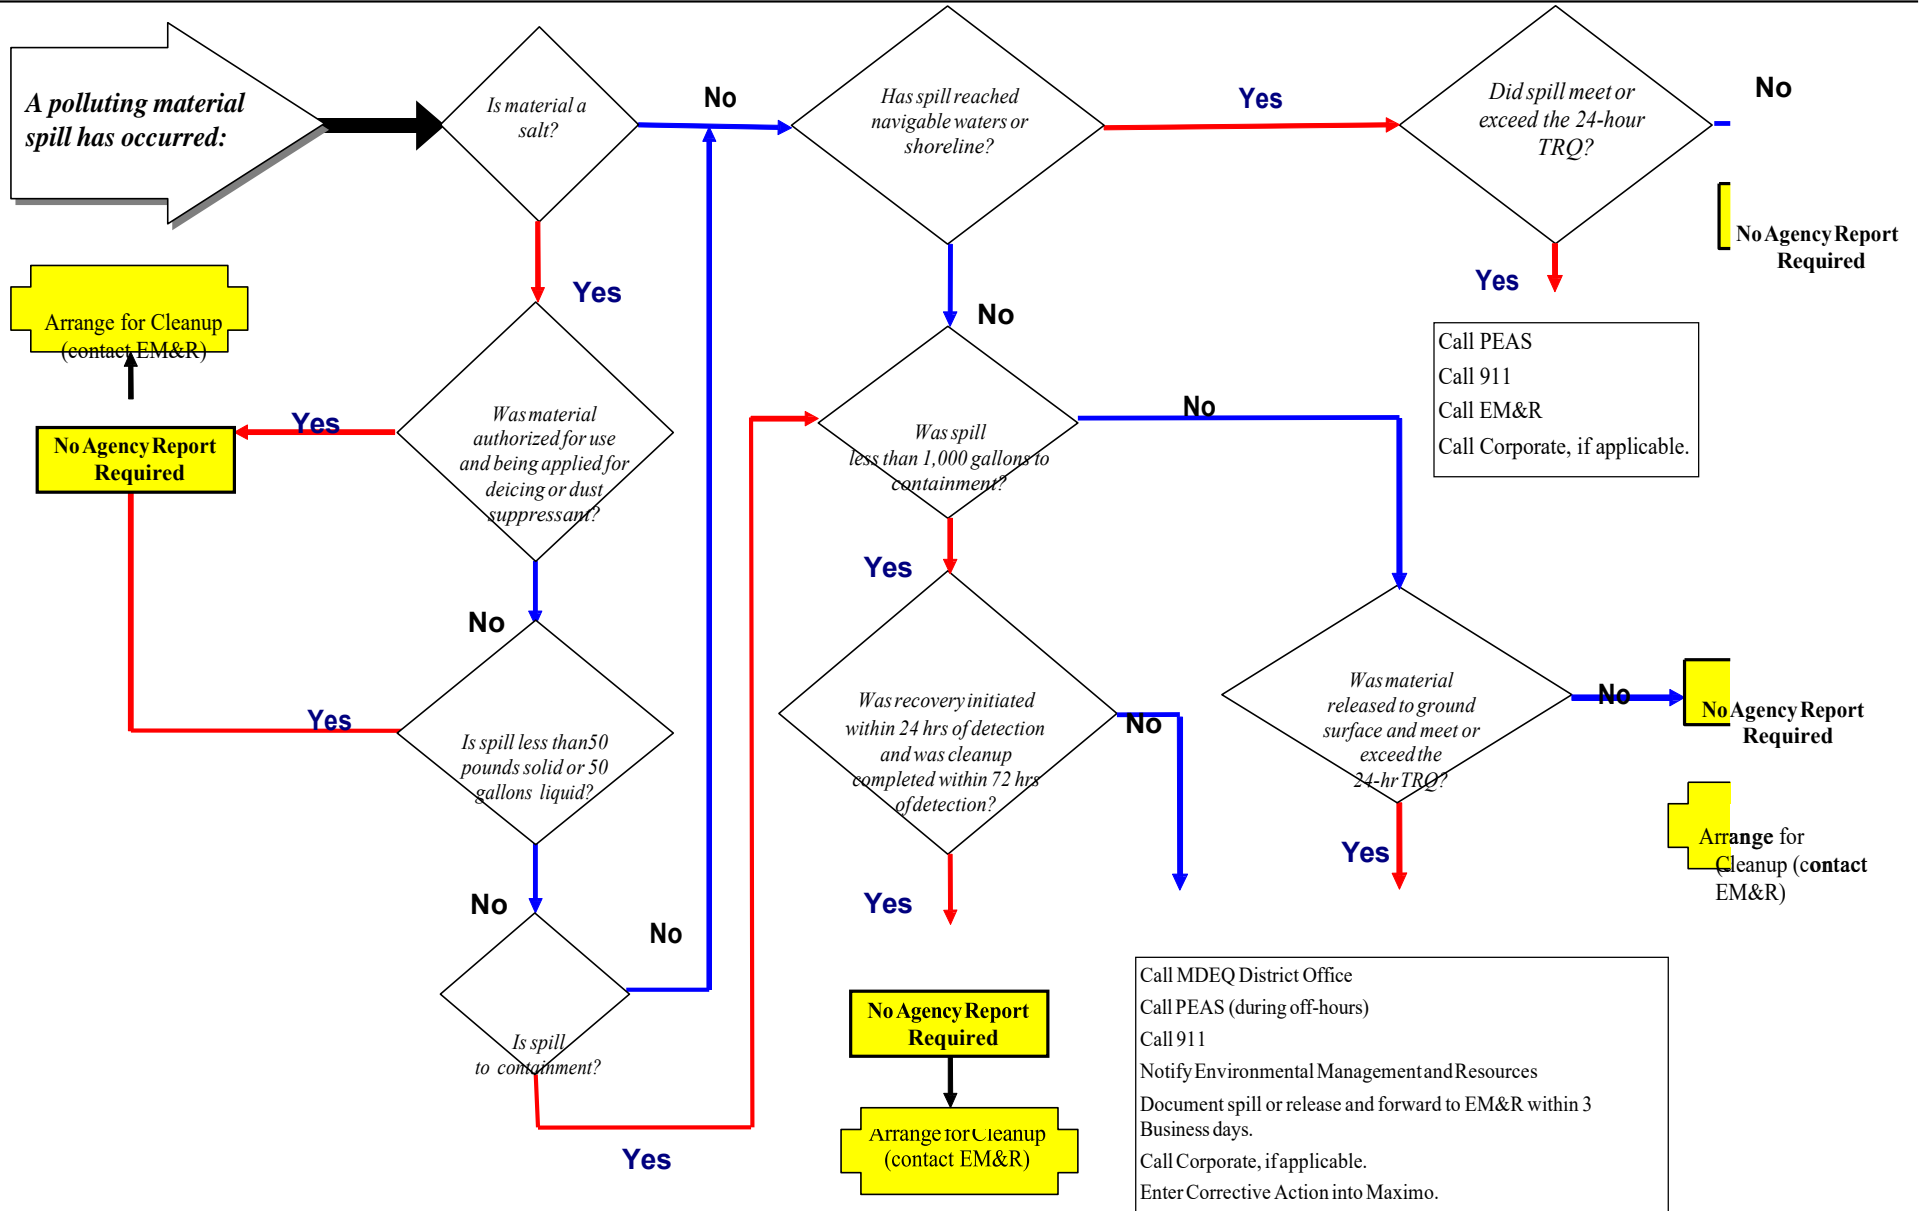 A polluting material
spill has occurred:
Is material a
salt?
No
Has spill reached
navigable waters or
shoreline?
Yes
Did spill meet or
exceed the 24-hour
TRQ?
No
No Agency Report
Required
Yes
Yes
No
Arrange for Cleanup
(contact EM&R)
Call PEAS
Call 911
Call EM&R
Call Corporate, if applicable.
Was material
authorized for use
and being applied for
deicing or dust
suppressant?
Yes
No Agency Report
Required
Was spill
less than 1,000 gallons to
containment?
No
Yes
No
Was recovery initiated
within 24 hrs of detection
and was cleanup
completed within 72 hrs
of detection?
No
Was material
released to ground
surface and meet or
exceed the
24-hr TRQ?
No
No Agency Report
Required
Yes
Is spill less than 50
pounds solid or 50
gallons liquid?
Arrange for
Cleanup (contact
EM&R)
Yes
Yes
No
No
Is spill
to containment?
Yes
No Agency Report
Required
Arrange for Cleanup
(contact EM&R)
Call MDEQ District Office
Call PEAS (during off-hours)
Call 911
Notify Environmental Management and Resources
Document spill or release and forward to EM&R within 3
Business days.
Call Corporate, if applicable.
Enter Corrective Action into Maximo.